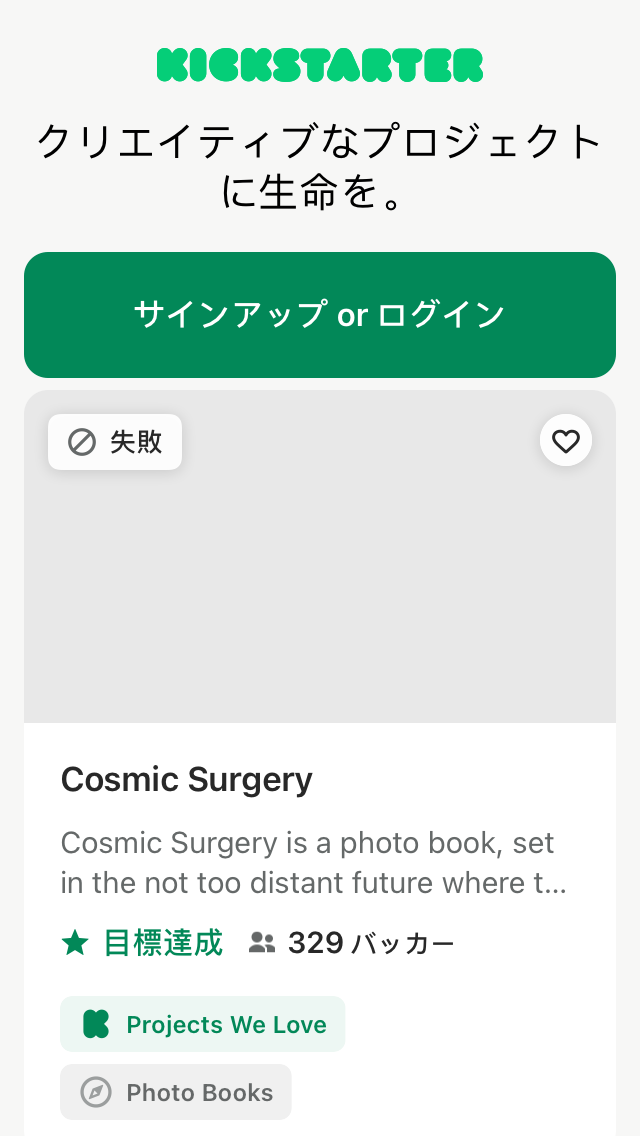 KICKSTARTER
クリエイティブなプロジェクト
に生命を。
サインアップ or ログイン
失敗
Cosmic Surgery
Cosmic Surgery is a photo book, set
in the not too distant future where t...
目標達成 329 バッカー
Projects We Love
Photo Books